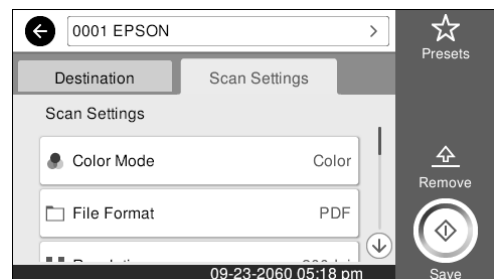 0001 EPSON
Presets
Destination
Scan Settings
Scan Settings
Color Mode
Color
Remove
File Format
PDF
09-23-2060 05:18 pm
Save